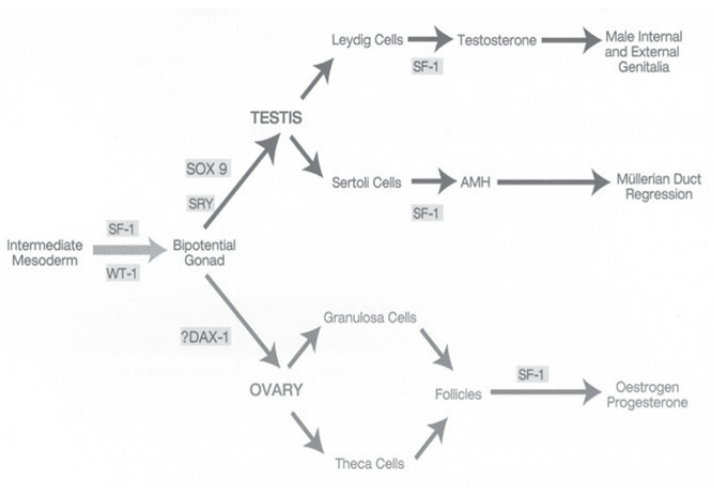 Leydig Cells
SF-1
Testosterone
Male Internal
and External
Genitalia
TESTIS
SOX 9
SRY
Sertoli Cells
SF-1
AMH
Müllerian Duct
Regression
Intermediate
Mesoderm
SF-1
WT-1
Bipotential
Gonad
?DAX-1
OVARY
Granulosa Cells
Theca Cells
Follicles
SF-1
Oestrogen
Progesterone